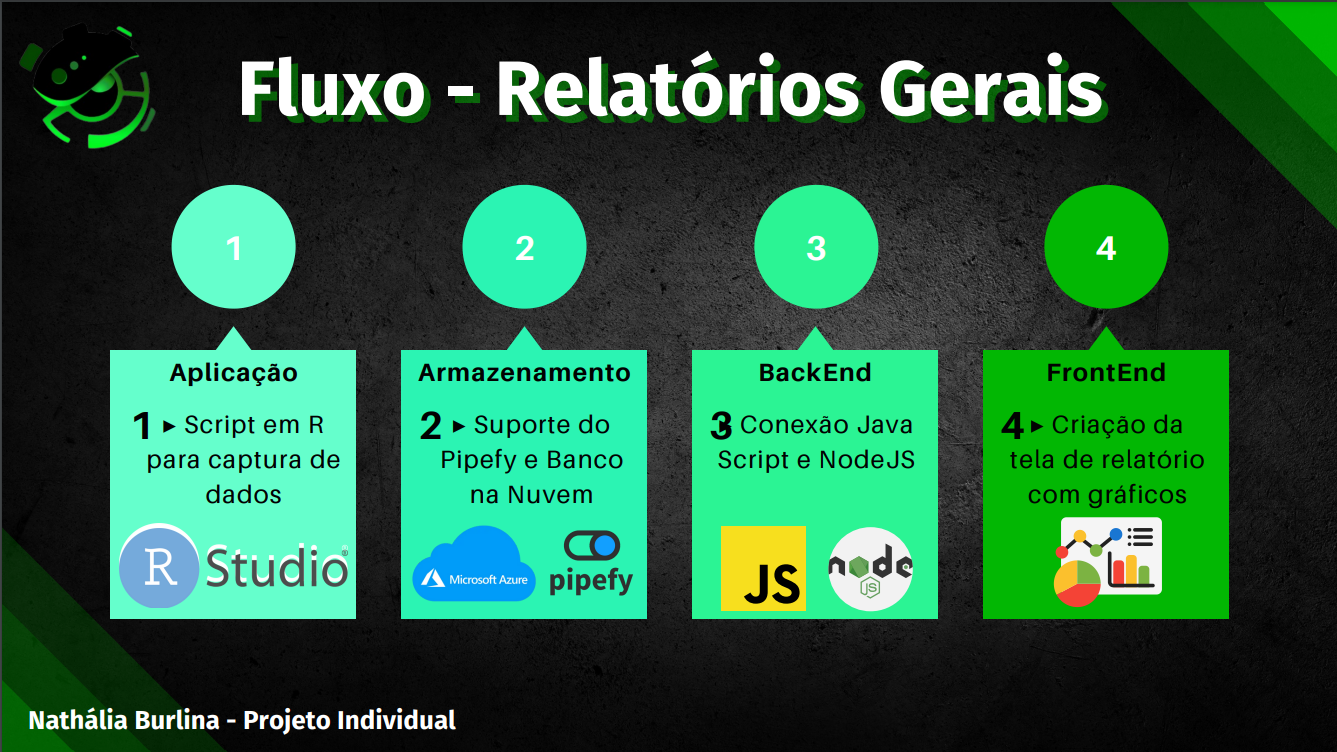 Fluxo - Relatórios Gerais
1
2
3
4
Aplicação
1 ▸ Script em R
para captura de
dados
R Studio®
Armazenamento
2 ▸ Suporte do
Pipefy e Banco
na Nuvem
Microsoft Azure
pipefy
BackEnd
3 ▸ Conexão Java
Script e NodeJS
JS
node
JS
FrontEnd
4 ▸ Criação da
tela de relatório
com gráficos
Nathália Burlina - Projeto Individual